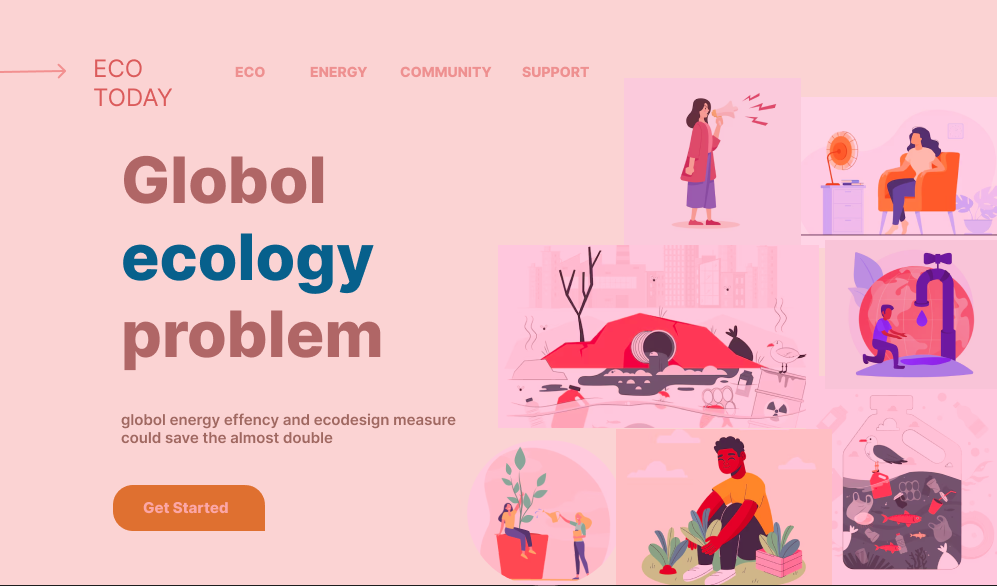 ECO
TODAY
ECO ENERGY COMMUNITY SUPPORT
Globol
ecology
problem
global energy effency and ecodesign measure
could save the almost double
Get Started